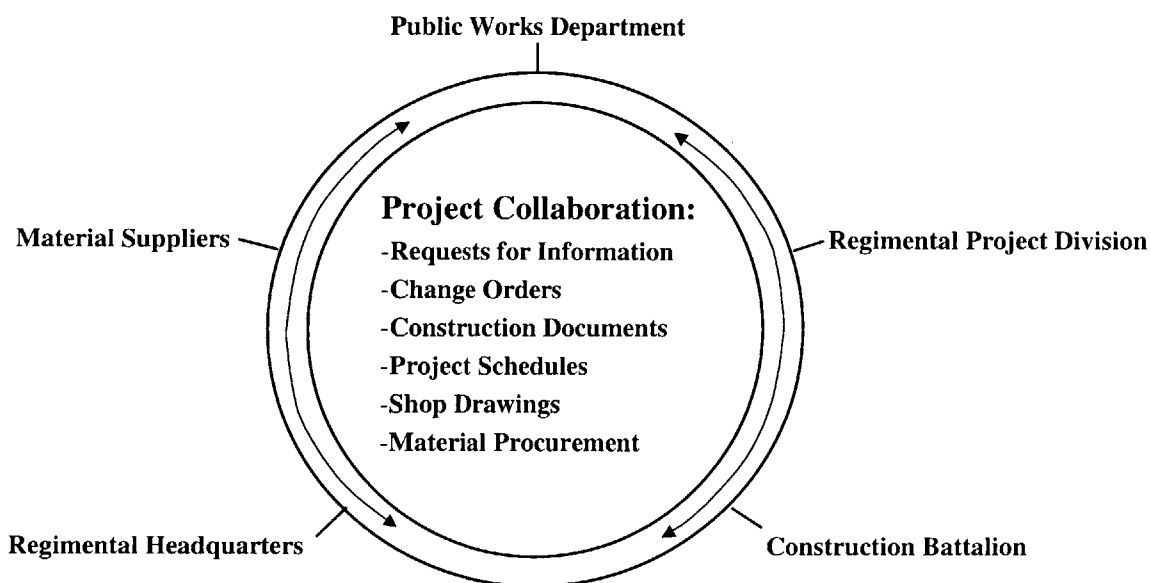 Public Works Department
Project Collaboration:
Material Suppliers
Regimental Project Division
-Requests for Information
-Change Orders
-Construction Documents
-Project Schedules
-Shop Drawings
-Material Procurement
Regimental Headquarters
Construction Battalion